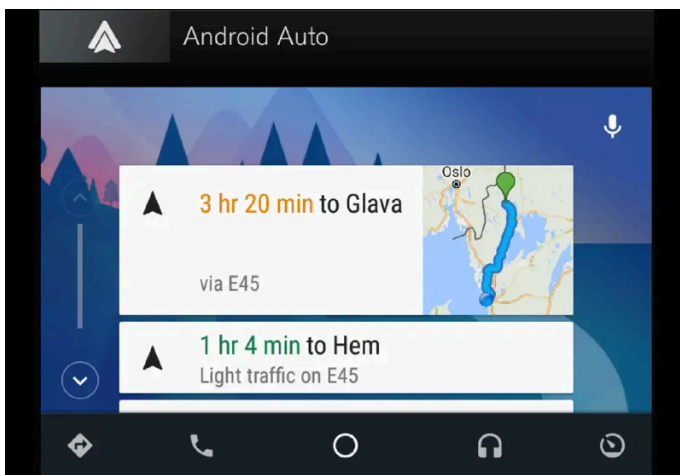 Android Auto
3 hr 20 min to Glava
via E45
Oslo
1 hr 4 min to Hem
Light traffic on E45